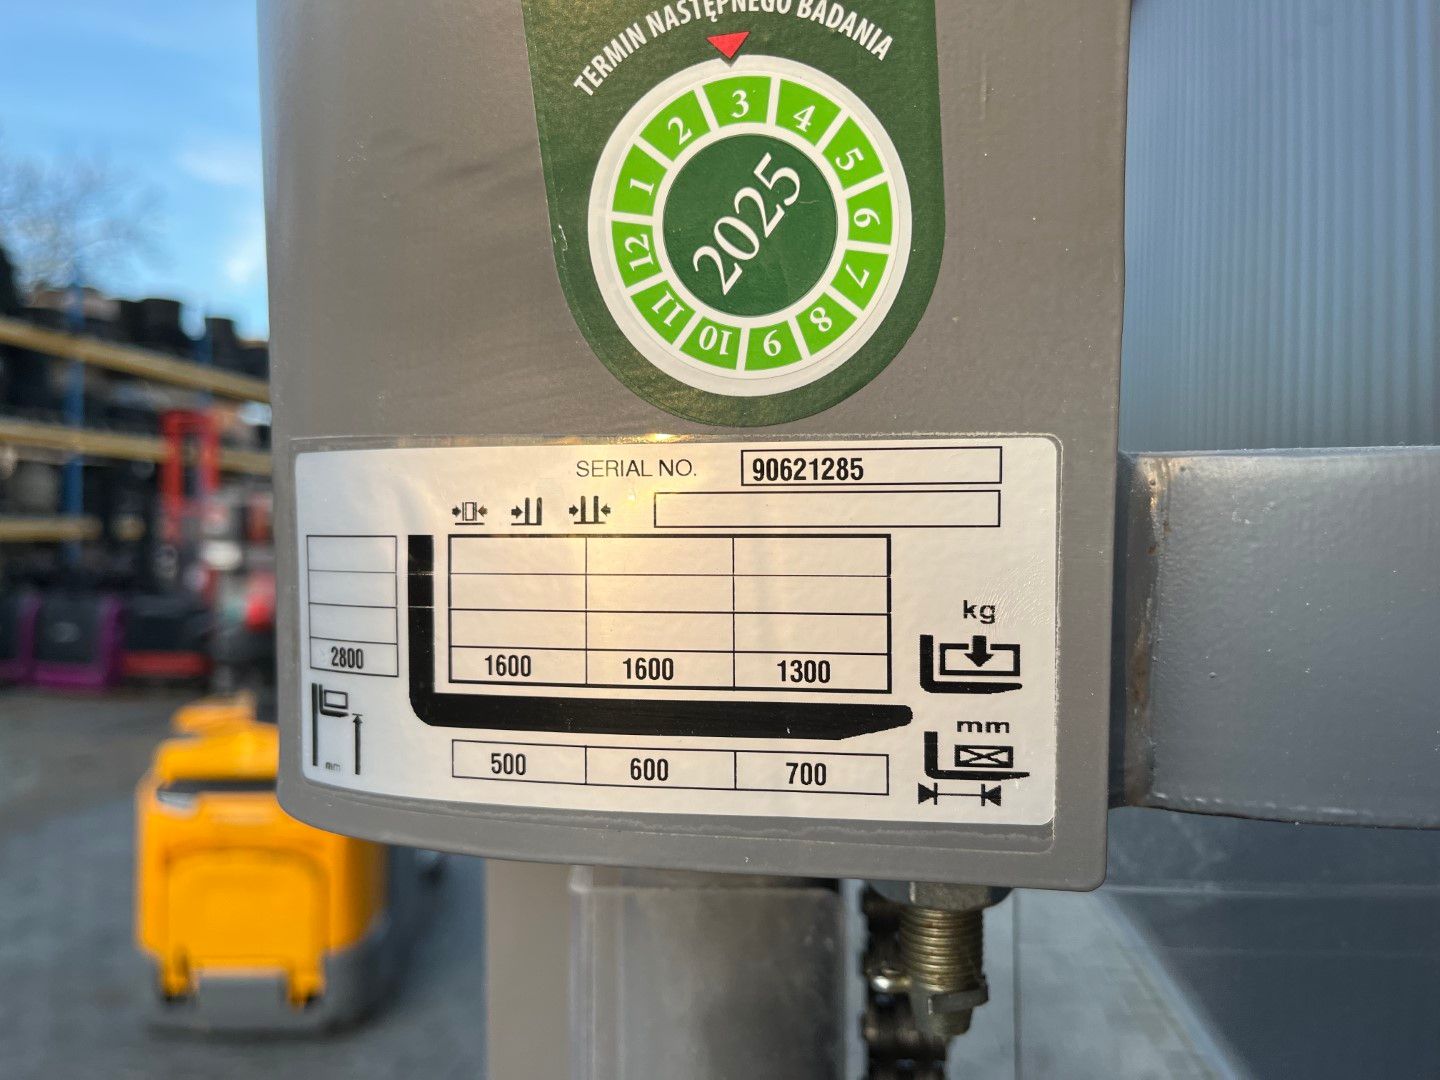 TERMIN NASTĘPNEGO BADANIA
1 2 3 4 5 6 7 8 9 10 11 12
2025
SERIAL NO. 90621285
kg
2800 1600 1600 1300
mm
mm
500 600 700